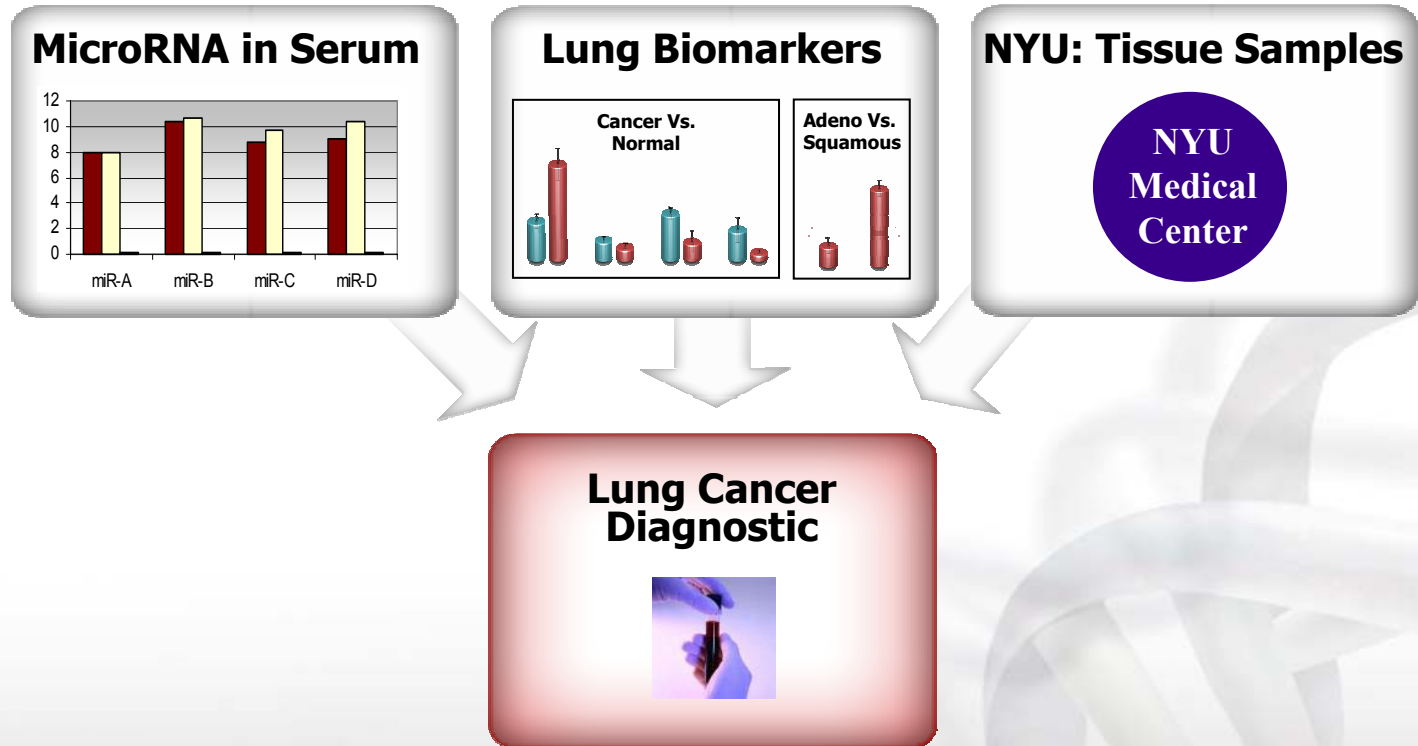 MicroRNA in Serum
12
10
8
6
4
2
0
miR-A miR-B miR-C miR-D
Lung Biomarkers
Cancer Vs.
Normal
Adeno Vs.
Squamous
NYU: Tissue Samples
NYU
Medical
Center
Lung Cancer
Diagnostic